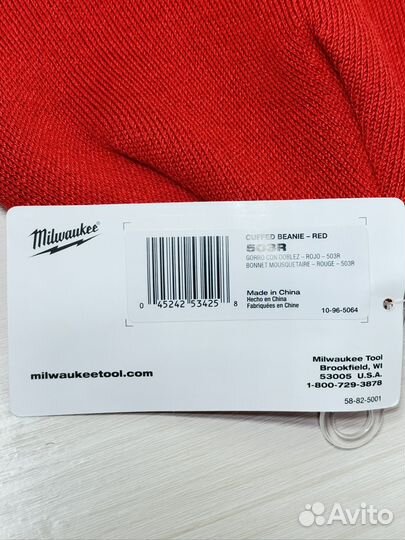 Milwaukee
CUFFED BEANIE – RED
503R
GORRO CON DOBLEZ – ROJO – 503R
BONNET MOUSQUETAIRE – ROUGE – 503R
Made in China
Hecho en China
Fabriquées en Chine
0 45242 53425 8
10-96-5064
milwaukeetool.com
Milwaukee Tool
Brookfield, WI
53005 U.S.A.
1-800-729-3878
58-82-5001
Avito